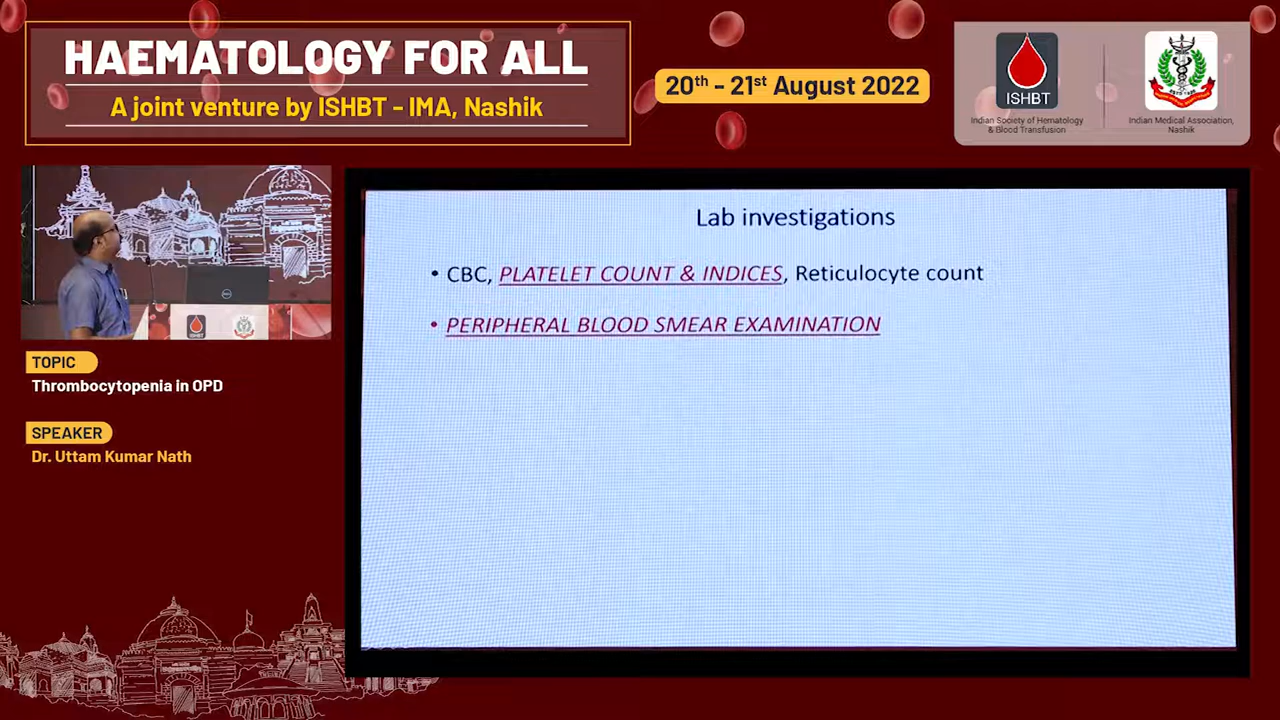 HAEMATOLOGY FOR ALL
A joint venture by ISHBT - IMA, Nashik
20th - 21st August 2022
ISHBT
Indian Society of Hematology
& Blood Transfusion
Indian Medical Association,
Nashik
Lab investigations
• CBC, PLATELET COUNT & INDICES, Reticulocyte count
• PERIPHERAL BLOOD SMEAR EXAMINATION
ISHBT
TOPIC
Thrombocytopenia in OPD
SPEAKER
Dr. Uttam Kumar Nath